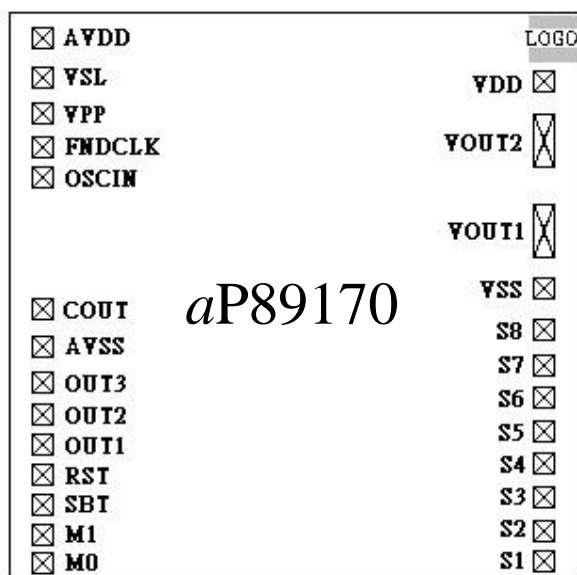 AVDD
VSL
VPP
FNDCLK
OSCIN
COUT
AVSS
OUT3
OUT2
OUT1
RST
SBT
M1
M0
aP89170
LOGO
VDD
VOUT2
VOUT1
VSS
S8
S7
S6
S5
S4
S3
S2
S1